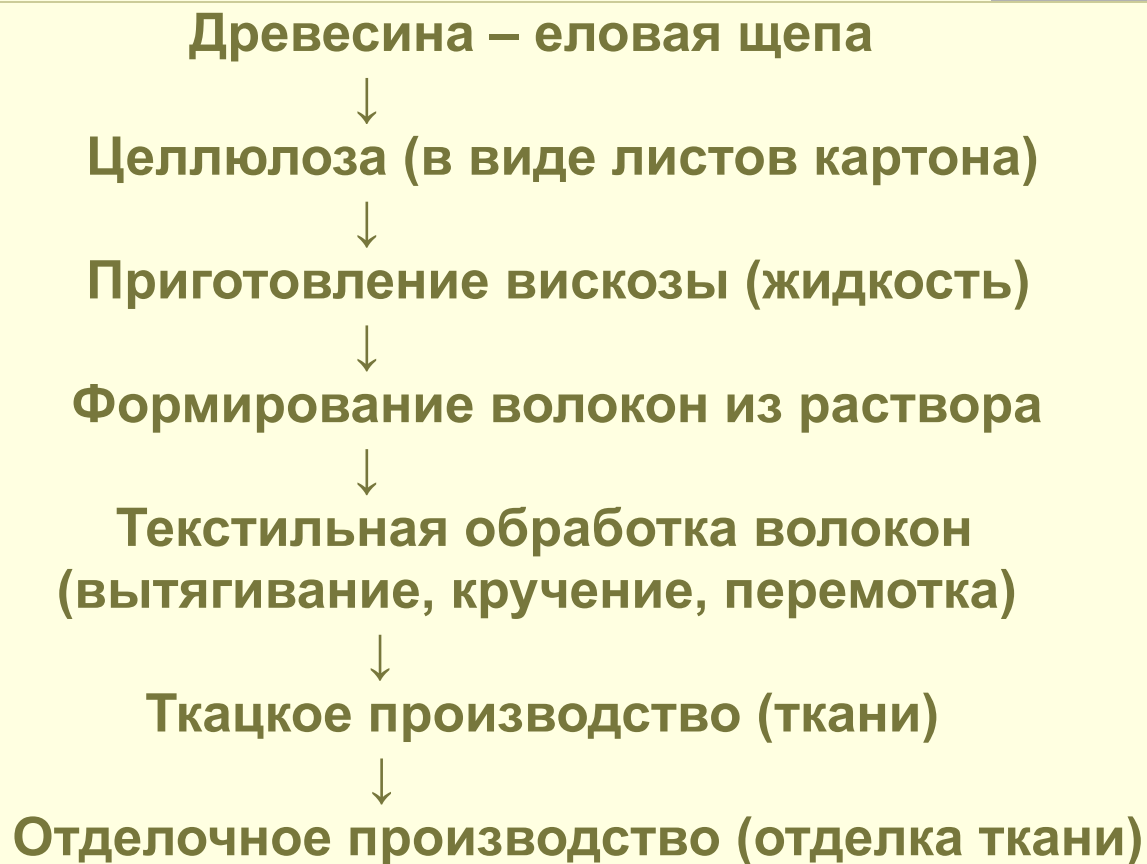 Древесина – еловая щепа
↓
Целлюлоза (в виде листов картона)
↓
Приготовление вискозы (жидкость)
↓
Формирование волокон из раствора
↓
Текстильная обработка волокон
(вытягивание, кручение, перемотка)
↓
Ткацкое производство (ткани)
↓
Отделочное производство (отделка ткани)